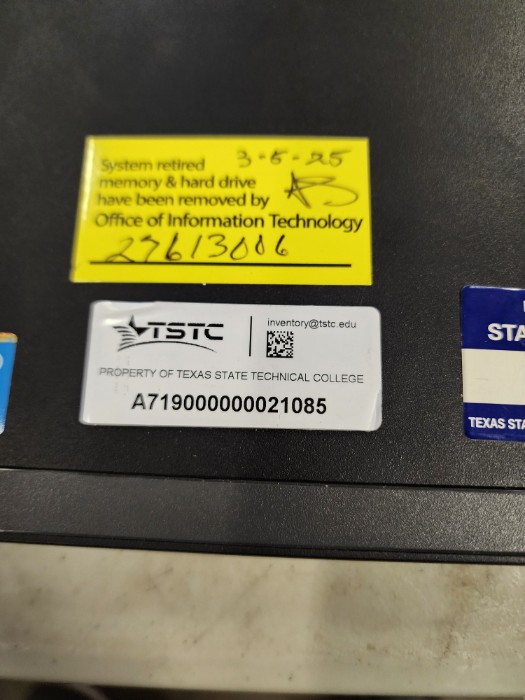 System retired 3-5-25
memory & hard drive
have been removed by
Office of Information Technology
27613006
TSTC
inventory@tstc.edu
PROPERTY OF TEXAS STATE TECHNICAL COLLEGE
A719000000021085
STA
TEXAS STA